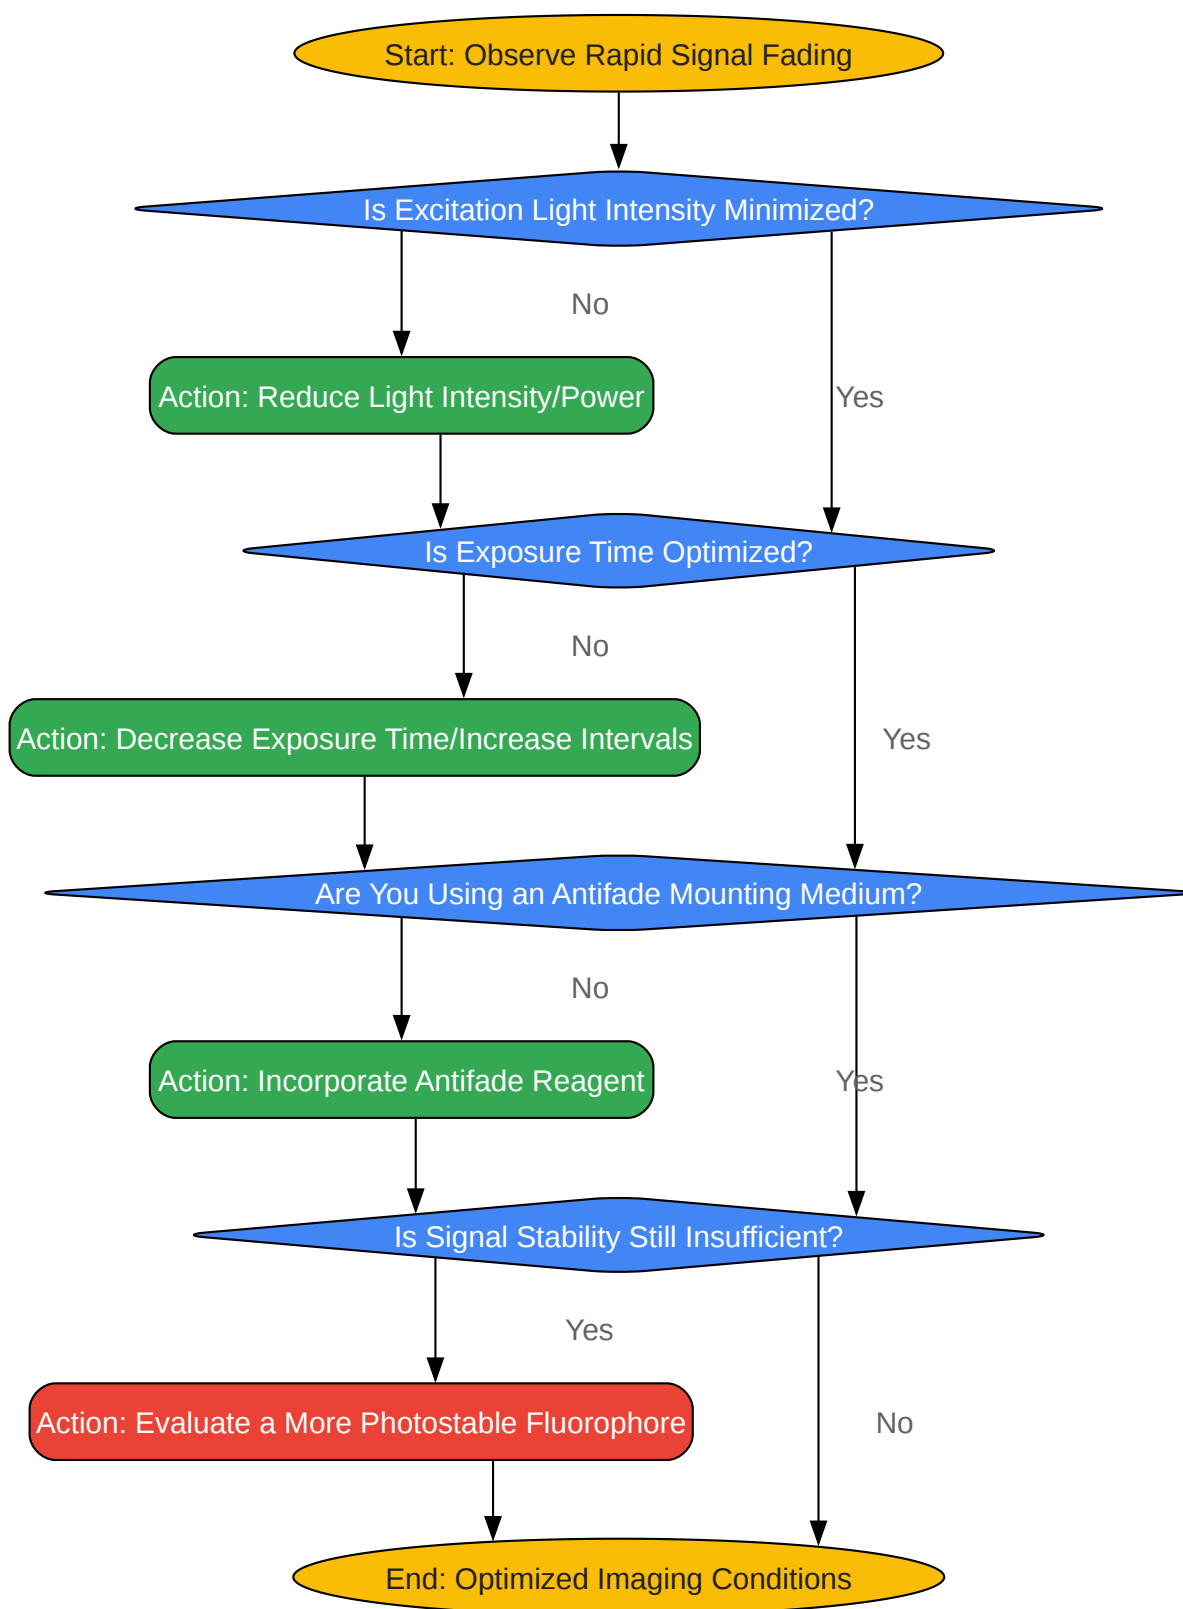 Start: Observe Rapid Signal Fading
Is Excitation Light Intensity Minimized?
No
Action: Reduce Light Intensity/Power
Yes
Is Exposure Time Optimized?
No
Action: Decrease Exposure Time/Increase Intervals
Yes
Are You Using an Antifade Mounting Medium?
No
Action: Incorporate Antifade Reagent
Yes
Is Signal Stability Still Insufficient?
Yes
Action: Evaluate a More Photostable Fluorophore
No
End: Optimized Imaging Conditions